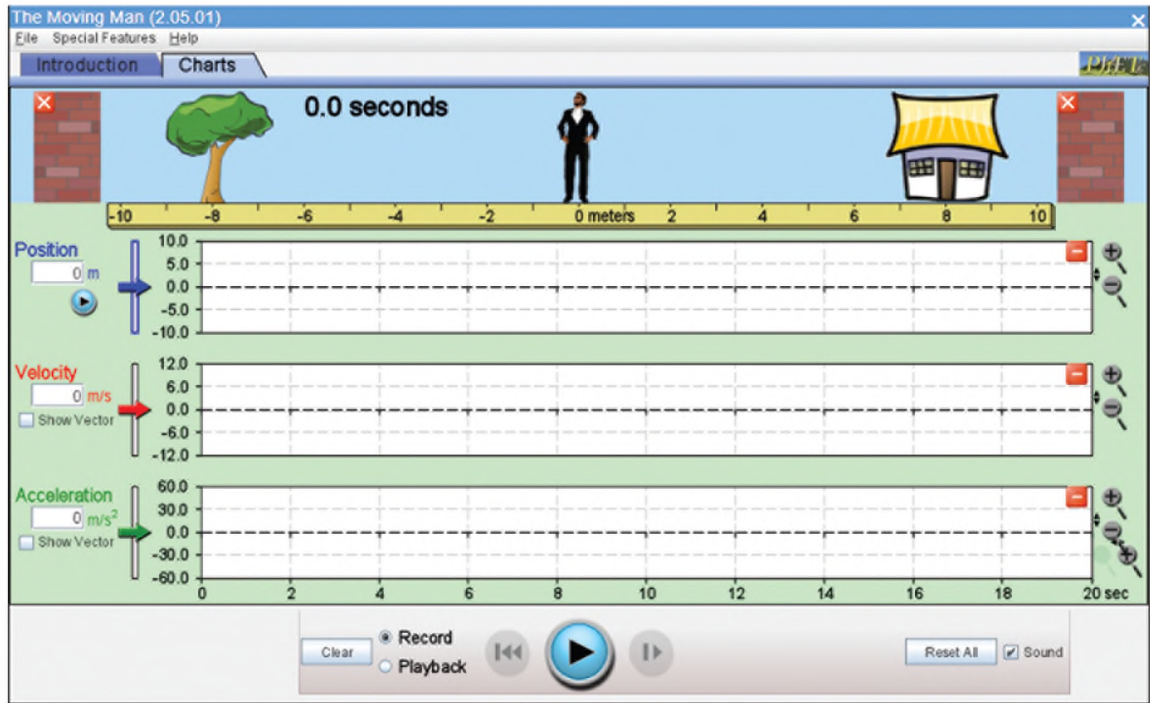 The Moving Man (2.05.01)
File Special Features Help
Introduction Charts
PhET
0.0 seconds
-10 -8 -6 -4 -2 0 meters 2 4 6 8 10
Position
0 m
10.0
5.0
0.0
-5.0
-10.0
Velocity
0 m/s
Show Vector
12.0
6.0
0.0
-6.0
-12.0
Acceleration
0 m/s²
Show Vector
60.0
30.0
0.0
-30.0
-60.0
0 2 4 6 8 10 12 14 16 18 20 sec
Clear
Record
Playback
Reset All
Sound